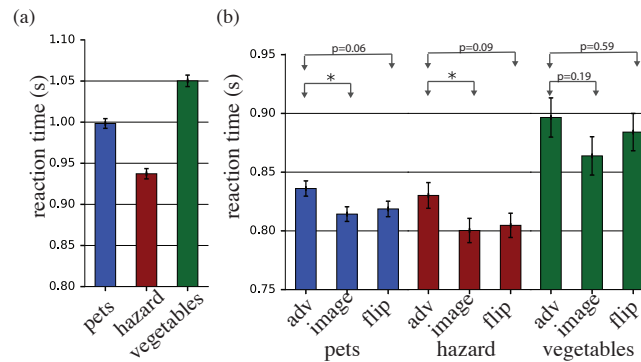 (a)
reaction time (s)
1.10
1.05
1.00
0.95
0.90
0.85
0.80
pets
hazard
vegetables
(b)
reaction time (s)
0.95
0.90
0.85
0.80
0.75
p=0.06
*
p=0.09
*
p=0.59
p=0.19
adv
image
flip
adv
image
flip
adv
image
flip
pets
hazard
vegetables